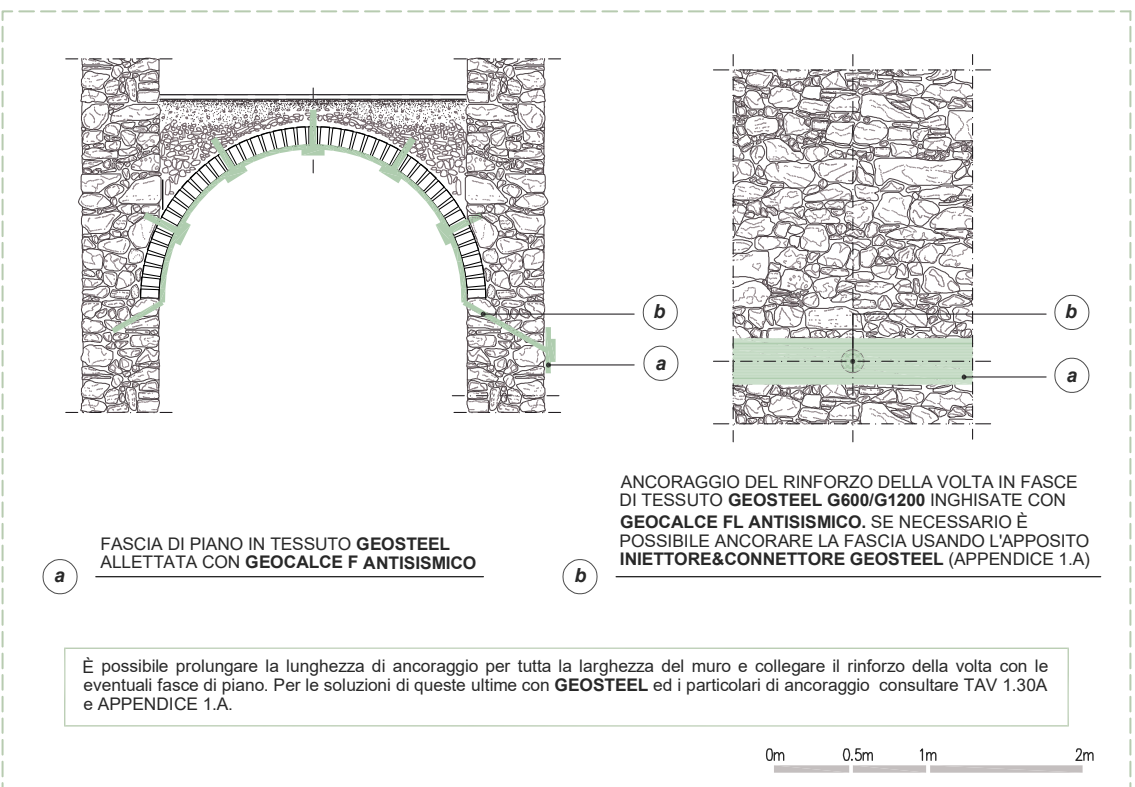 b
a
b
a
a
FASCIA DI PIANO IN TESSUTO GEOSTEEL
ALLETTATA CON GEOCALCE F ANTISISMICO
b
ANCORAGGIO DEL RINFORZO DELLA VOLTA IN FASCE
DI TESSUTO GEOSTEEL G600/G1200 INGHISATE CON
GEOCALCE FL ANTISISMICO. SE NECESSARIO È
POSSIBILE ANCORARE LA FASCIA USANDO L'APPOSITO
INIETTORE&CONNETTORE GEOSTEEL (APPENDICE 1.A)
È possibile prolungare la lunghezza di ancoraggio per tutta la larghezza del muro e collegare il rinforzo della volta con le
eventuali fasce di piano. Per le soluzioni di queste ultime con GEOSTEEL ed i particolari di ancoraggio consultare TAV 1.30A
e APPENDICE 1.A.
0m 0.5m 1m 2m